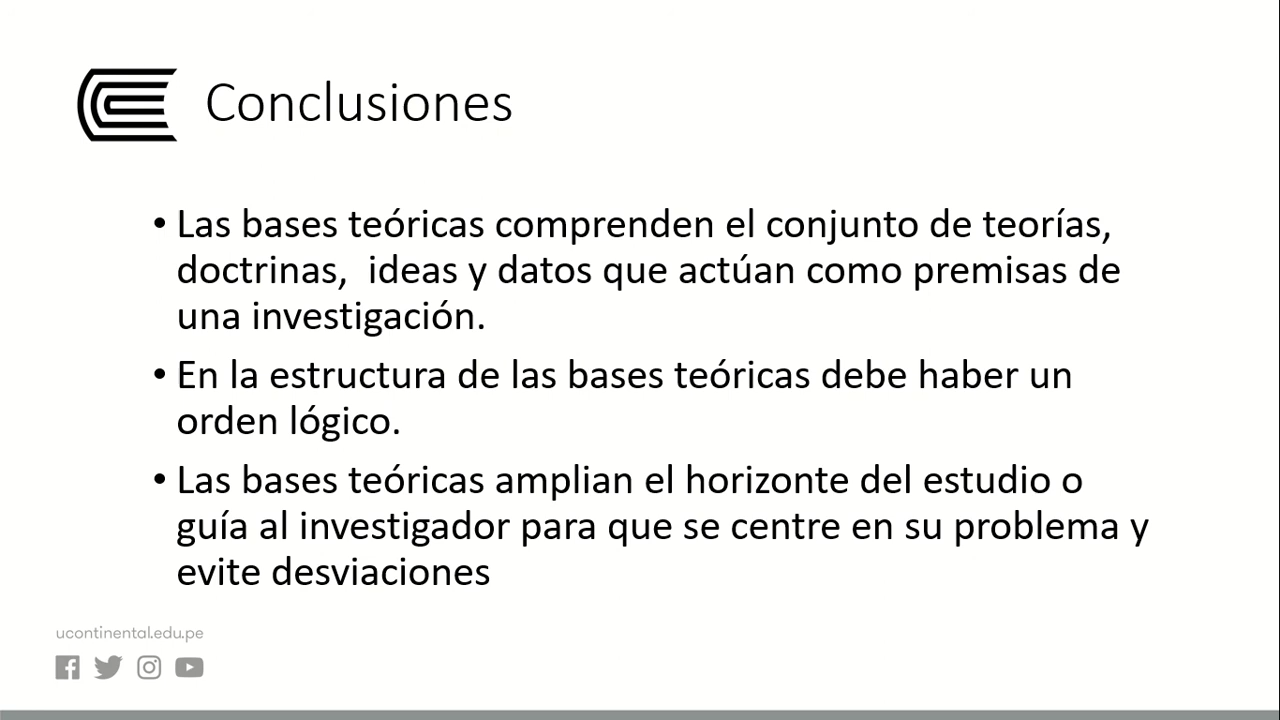 Conclusiones
• Las bases teóricas comprenden el conjunto de teorías,
doctrinas,  ideas y datos que actúan como premisas de
una investigación.
• En la estructura de las bases teóricas debe haber un
orden lógico.
• Las bases teóricas amplian el horizonte del estudio o
guía al investigador para que se centre en su problema y
evite desviaciones
ucontinental.edu.pe